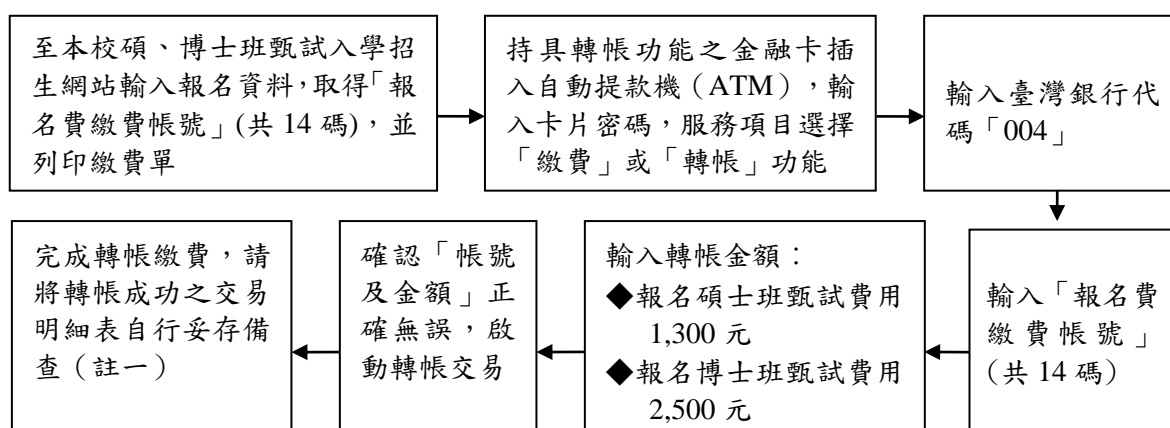 至本校碩、博士班甄試入學招
生網站輸入報名資料,取得「報
名費繳費帳號」(共 14 碼),並
列印繳費單
持具轉帳功能之金融卡插
入自動提款機(ATM),輸
入卡片密碼,服務項目選擇
「繳費」或「轉帳」功能
輸入臺灣銀行代
碼「004」
輸入「報名費
繳費帳號」
(共 14 碼)
輸入轉帳金額:
◆報名碩士班甄試費用
1,300 元
◆報名博士班甄試費用
2,500 元
確認「帳號
及金額」正
確無誤,啟
動轉帳交易
完成轉帳繳費,請
將轉帳成功之交易
明細表自行妥存備
查(註一)